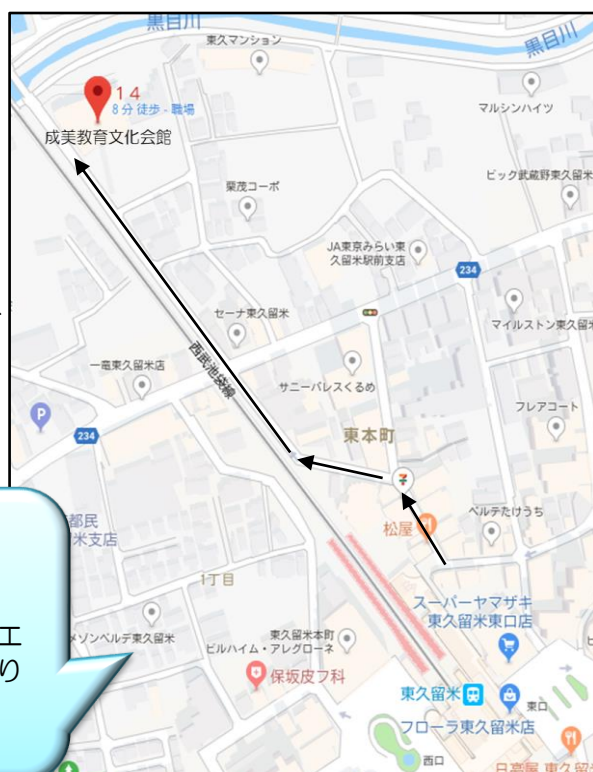 黒目川
東久マンション
黒目川
14
8分 徒歩 - 職場
成美教育文化会館
マルシンハイツ
ビック武蔵野東久留米
栗茂コーポ
JA東京みらい東
久留米駅前支店
234
セーナ東久留米
マイルストン東久留米
一竜東久留米店
西武池袋線
サニーパレスくるめ
P
フレアコート
234
東本町
7
都民
米支店
松屋
ベルテたけうち
1丁目
スーパーヤマザキ
東久留米東口店
エ
り
メゾンベルデ東久留米
東久留米本町
ビルハイム・アレグローネ
保坂皮フ科
東久留米
東口
フローラ東久留米店
西口
日高屋 東久留